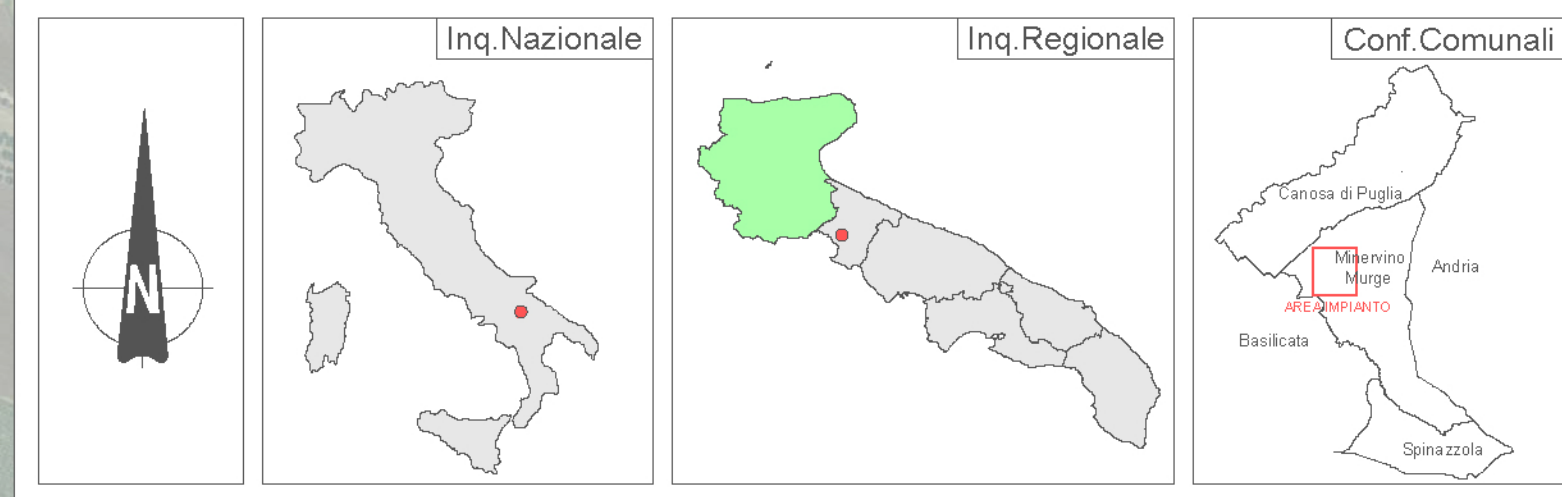 N
Inq.Nazionale
Inq.Regionale
Conf.Comunali
Canosa di Puglia
Minervino
Murge
Andria
AREA IMPIANTO
Basilicata
Spinazzola